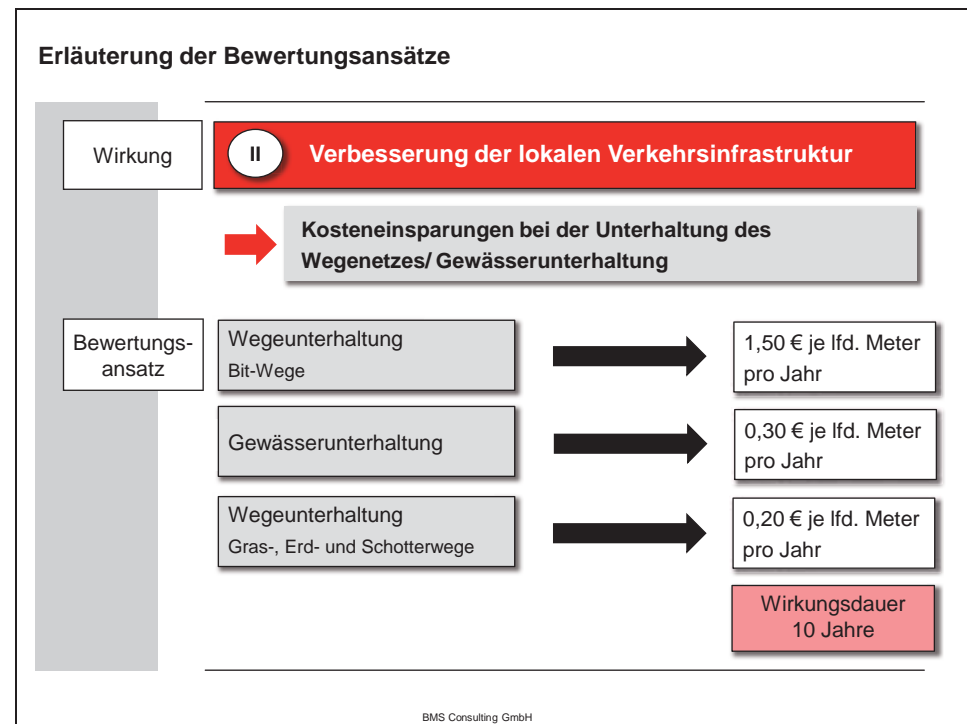 Erläuterung der Bewertungsansätze
Wirkung
II
Verbesserung der lokalen Verkehrsinfrastruktur
Kosteneinsparungen bei der Unterhaltung des
Wegenetzes/ Gewässerunterhaltung
Bewertungs-
ansatz
Wegeunterhaltung
Bit-Wege
1,50 € je lfd. Meter
pro Jahr
Gewässerunterhaltung
0,30 € je lfd. Meter
pro Jahr
Wegeunterhaltung
Gras-, Erd- und Schotterwege
0,20 € je lfd. Meter
pro Jahr
Wirkungsdauer
10 Jahre
BMS Consulting GmbH